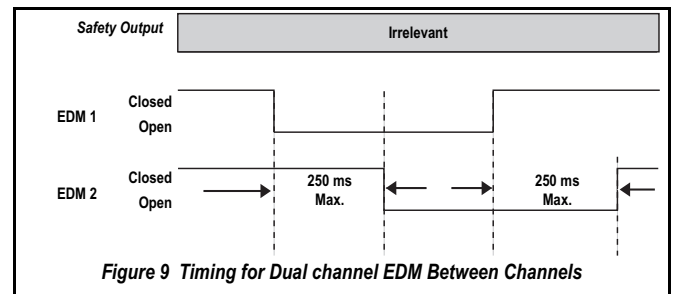 Safety Output Irrelevant
EDM 1 Closed
Open
EDM 2 Closed
Open
250 ms
Max.
250 ms
Max.
Figure 9 Timing for Dual channel EDM Between Channels